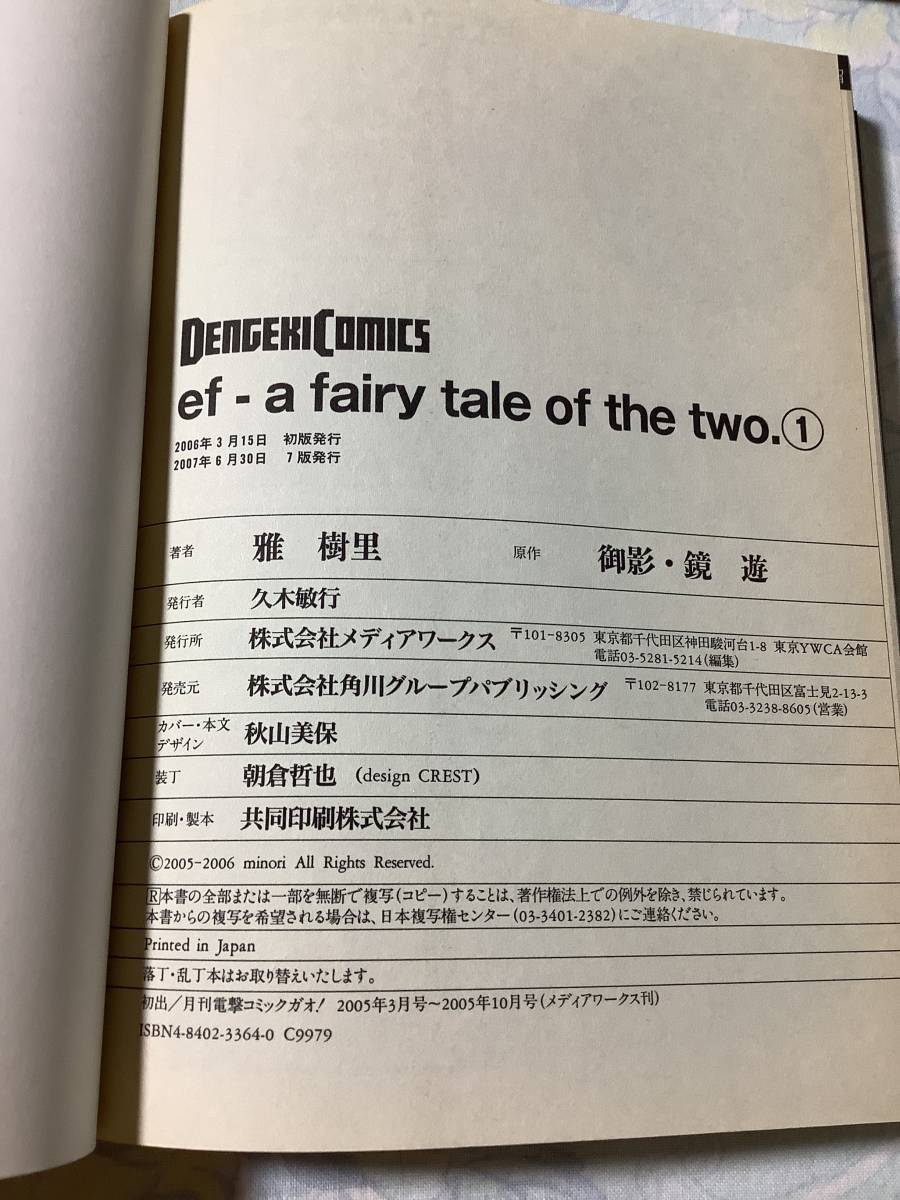 DENGEKI COMICS
ef - a fairy tale of the two.①
2006年3月15日 初版発行
2007年6月30日 7版発行
著者 雅 樹里 原作 御影・鏡 遊
発行者 久木敏行
発行所 株式会社メディアワークス 〒101-8305 東京都千代田区神田駿河台1-8 東京YWCA会館
電話03-5281-5214(編集)
発売元 株式会社角川グループパブリッシング 〒102-8177 東京都千代田区富士見2-13-3
電話03-3238-8605(営業)
カバー・本文
デザイン 秋山美保
装丁 朝倉哲也 (design CREST)
印刷・製本 共同印刷株式会社
©2005-2006 minori All Rights Reserved.
Ⓡ本書の全部または一部を無断で複写(コピー)することは、著作権法上での例外を除き、禁じられています。
本書からの複写を希望される場合は、日本複写権センター(03-3401-2382)にご連絡ください。
Printed in Japan
落丁・乱丁本はお取り替えいたします。
初出/月刊電撃コミックガオ! 2005年3月号〜2005年10月号(メディアワークス刊)
ISBN4-8402-3364-0 C9979